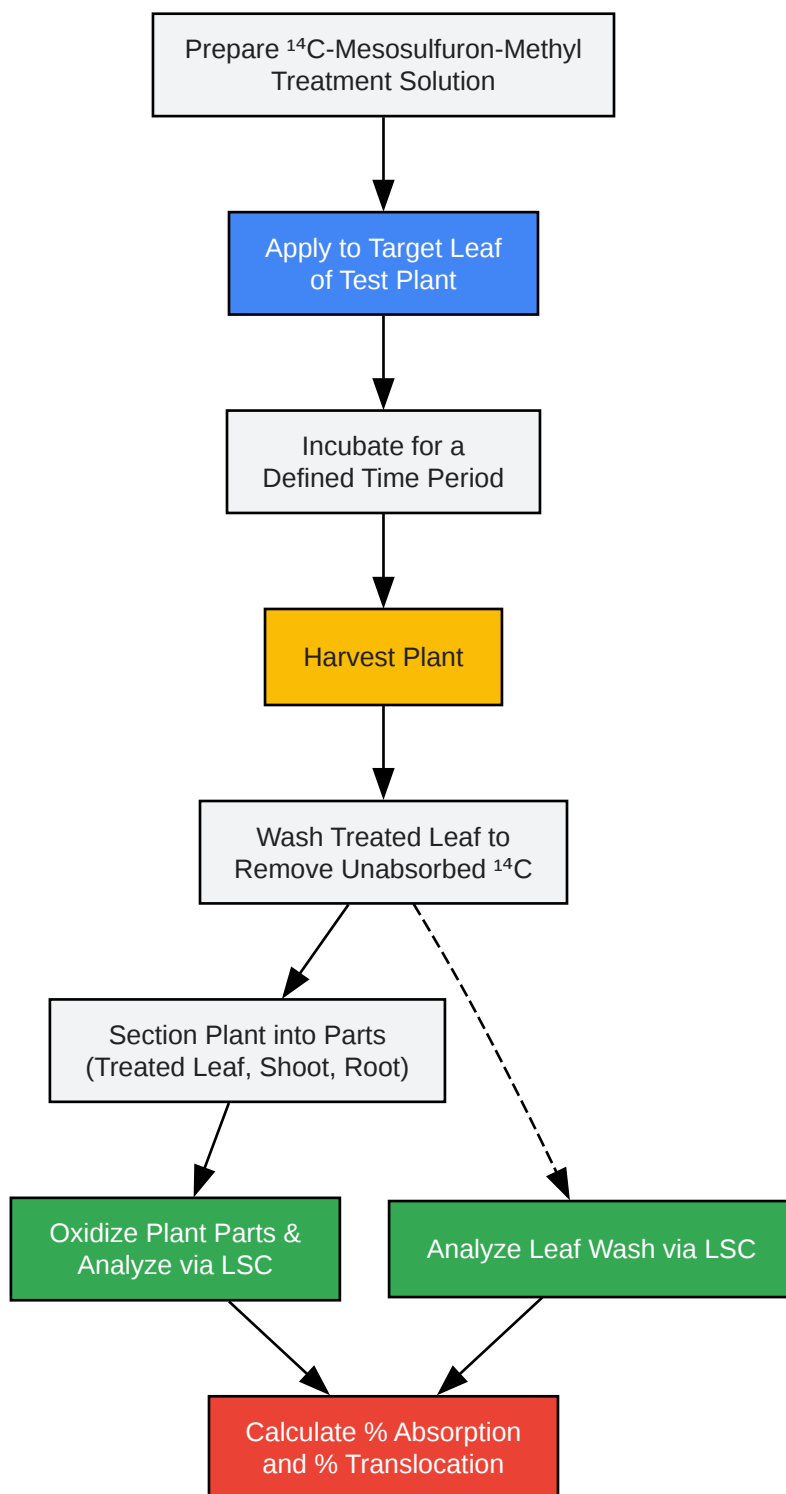 Prepare ¹⁴C-Mesosulfuron-Methyl
Treatment Solution
Apply to Target Leaf
of Test Plant
Incubate for a
Defined Time Period
Harvest Plant
Wash Treated Leaf to
Remove Unabsorbed ¹⁴C
Section Plant into Parts
(Treated Leaf, Shoot, Root)
Oxidize Plant Parts &
Analyze via LSC
Analyze Leaf Wash via LSC
Calculate % Absorption
and % Translocation